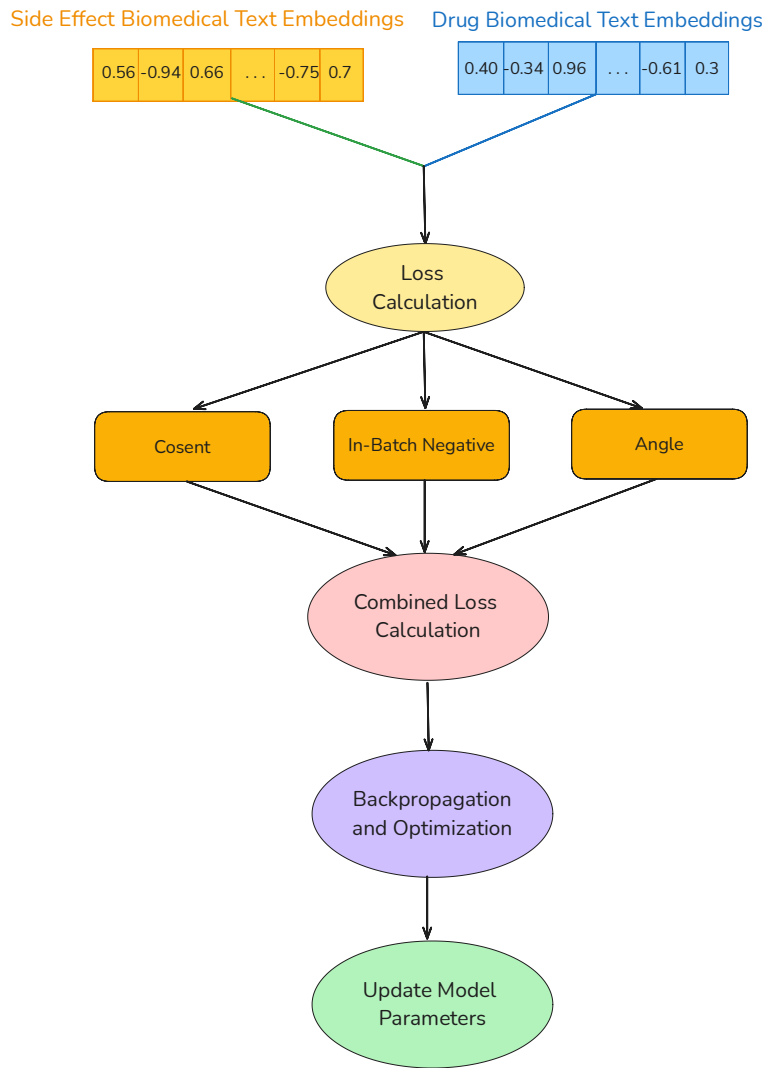 Side Effect Biomedical Text Embeddings
Drug Biomedical Text Embeddings
0.56 -0.94 0.66 ... -0.75 0.7
0.40 -0.34 0.96 ... -0.61 0.3
Loss
Calculation
Cosent
In-Batch Negative
Angle
Combined Loss
Calculation
Backpropagation
and Optimization
Update Model
Parameters